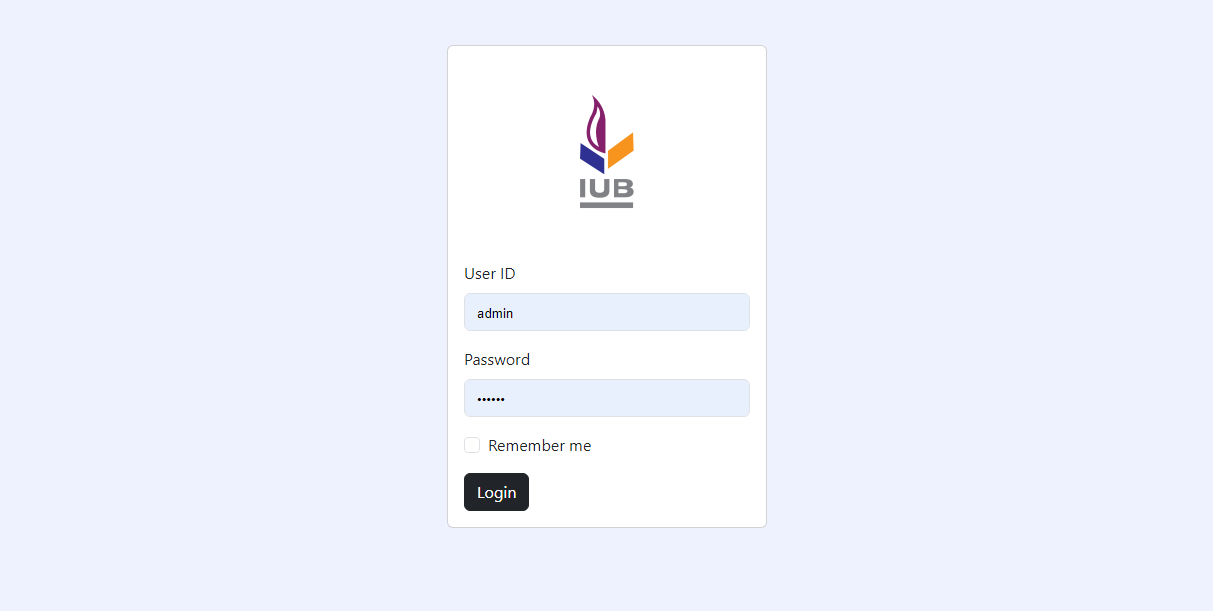 IUB
User ID
admin
Password
••••••
Remember me
Login